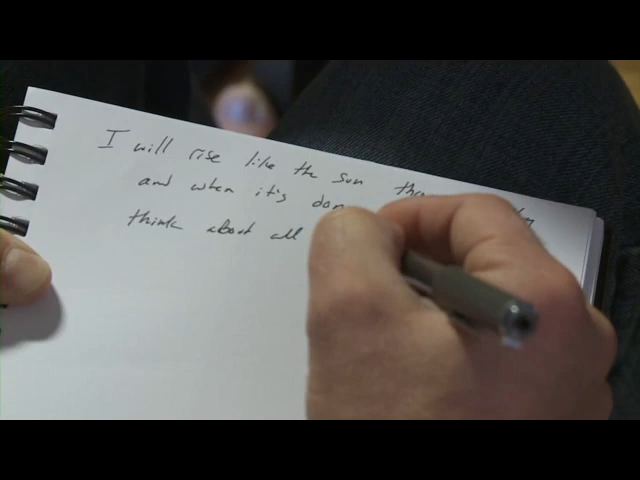 I will rise like the sun
and when it's
think about all